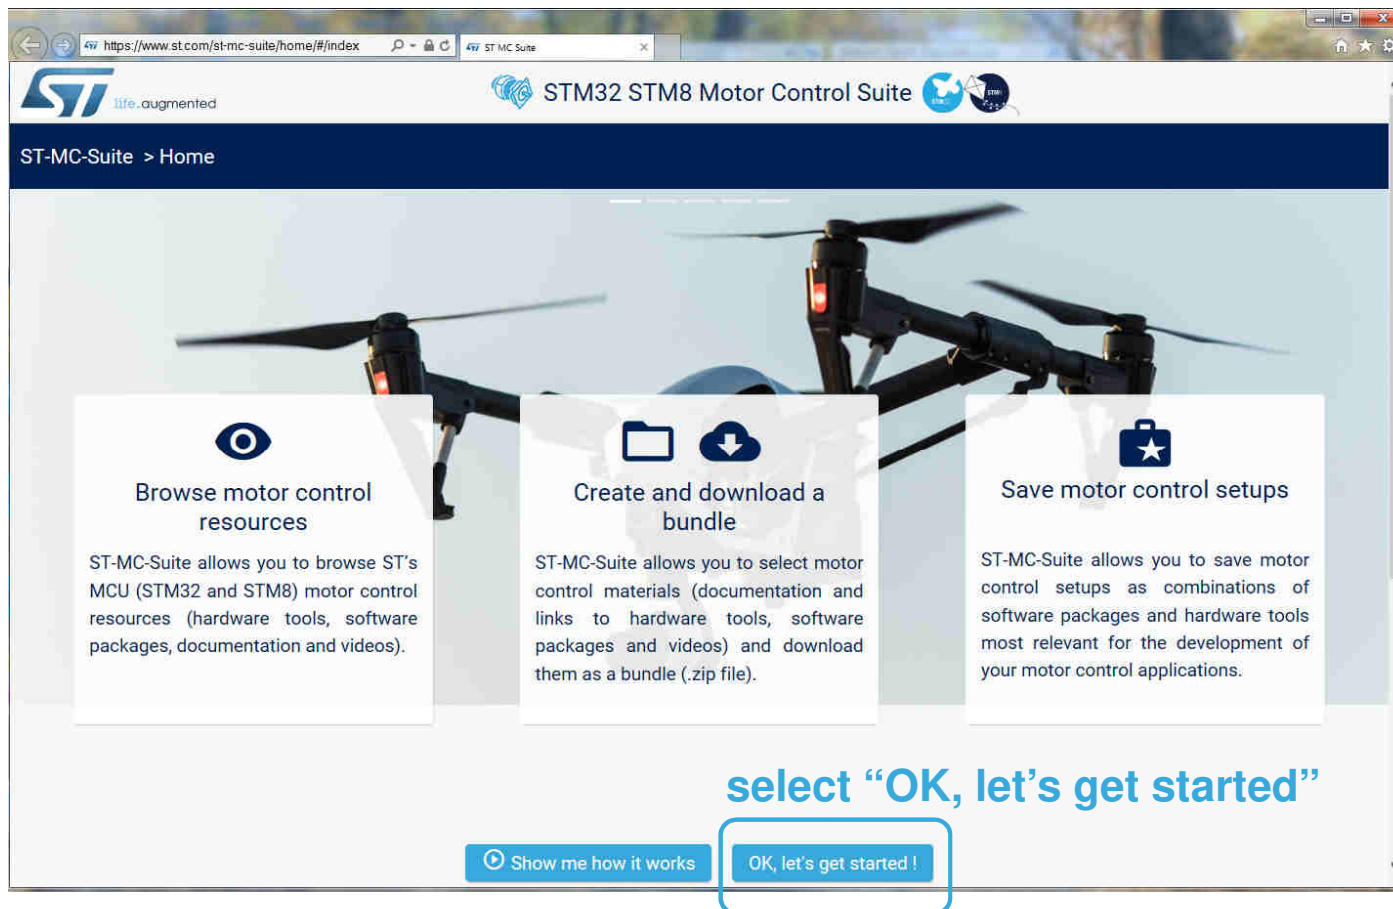 https://www.st.com/st-mc-suite/home/#/index
ST MC Suite
life.augmented
STM32 STM8 Motor Control Suite
ST-MC-Suite > Home
Browse motor control
resources
ST-MC-Suite allows you to browse ST's
MCU (STM32 and STM8) motor control
resources (hardware tools, software
packages, documentation and videos).
Create and download a
bundle
ST-MC-Suite allows you to select motor
control materials (documentation and
links to hardware tools, software
packages and videos) and download
them as a bundle (.zip file).
Save motor control setups
ST-MC-Suite allows you to save motor
control setups as combinations of
software packages and hardware tools
most relevant for the development of
your motor control applications.
select “OK, let’s get started”
Show me how it works
OK, let's get started !